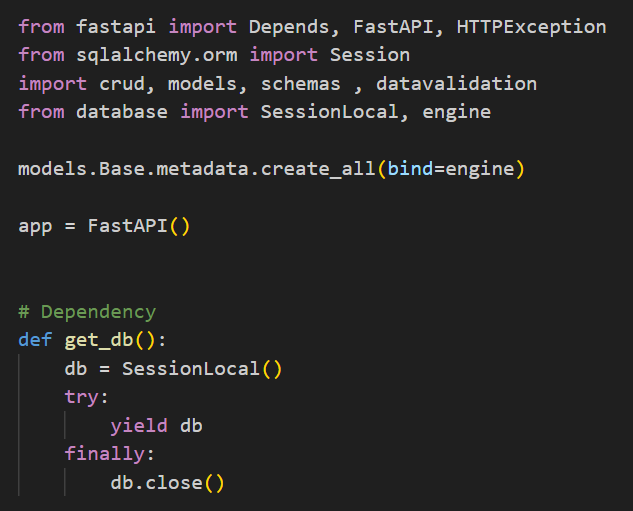 from fastapi import Depends, FastAPI, HTTPException
from sqlalchemy.orm import Session
import crud, models, schemas , datavalidation
from database import SessionLocal, engine

models.Base.metadata.create_all(bind=engine)

app = FastAPI()


# Dependency
def get_db():
    db = SessionLocal()
    try:
        yield db
    finally:
        db.close()